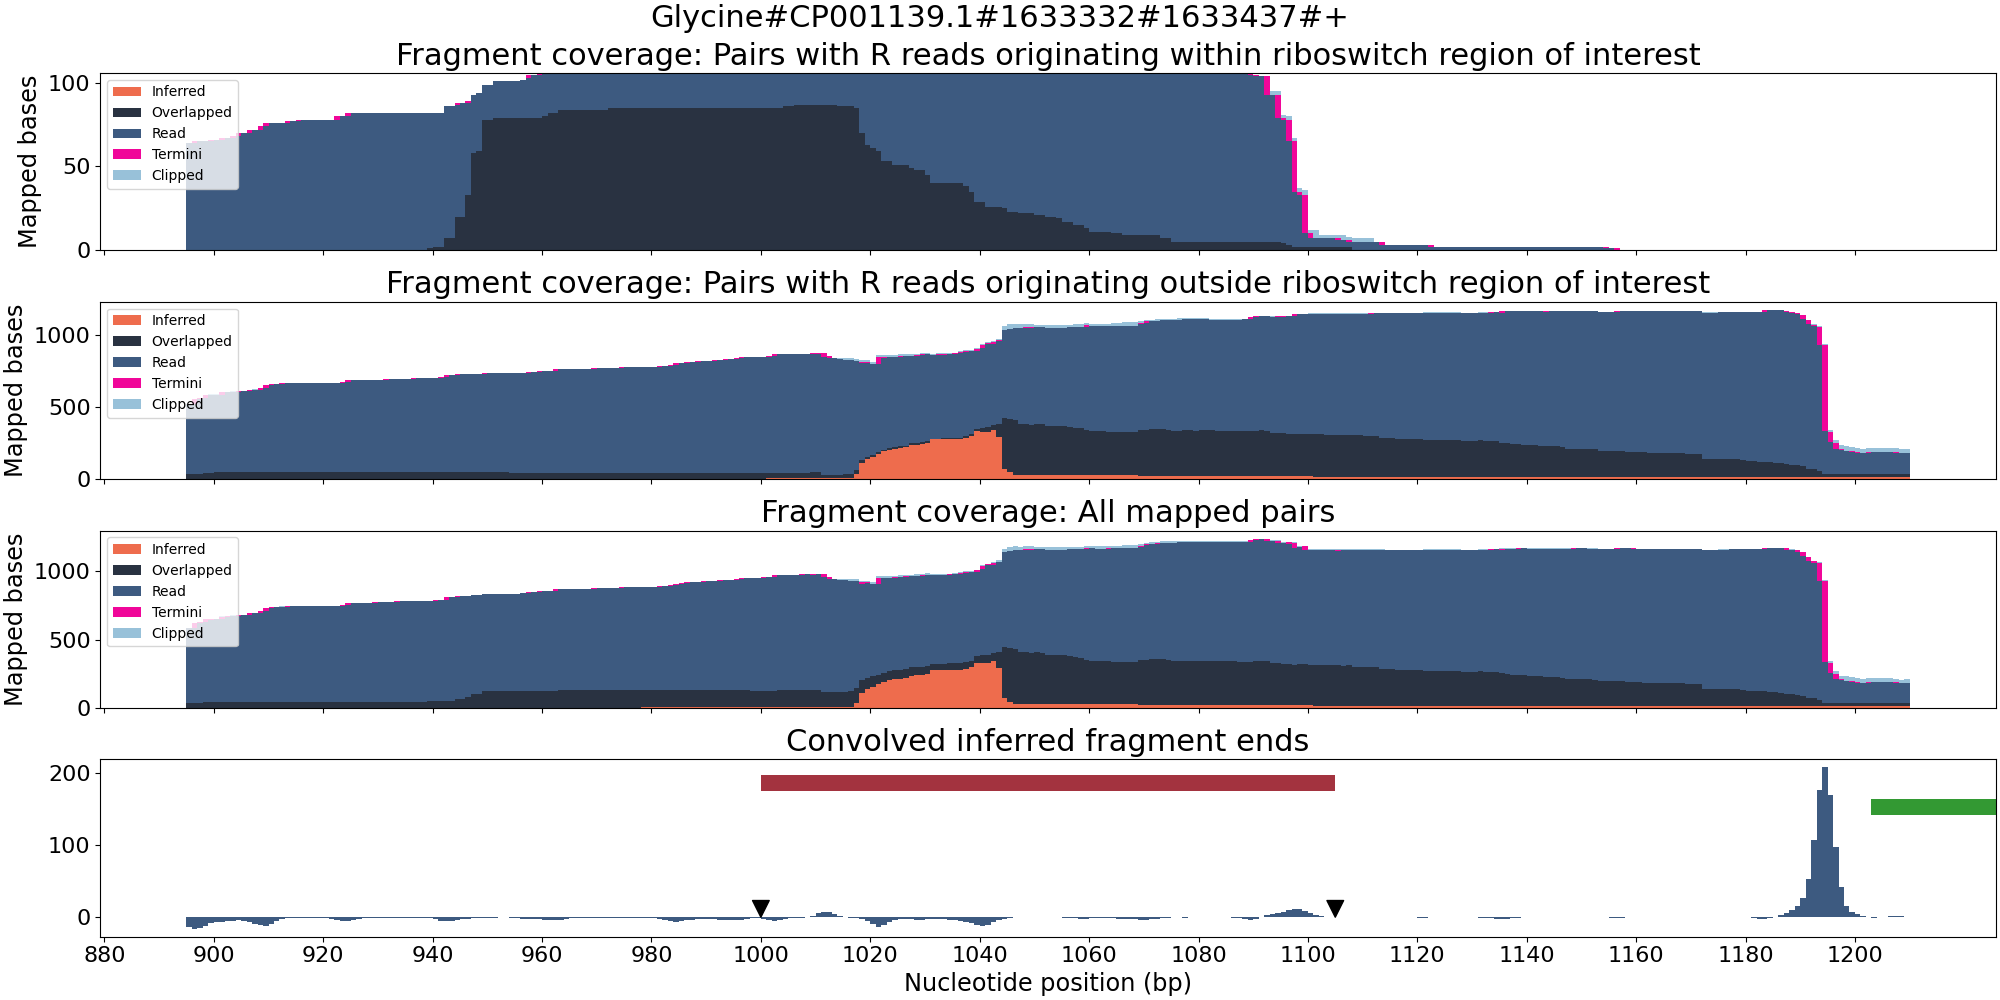 Glycine#CP001139.1#1633332#1633437#+
Fragment coverage: Pairs with R reads originating within riboswitch region of interest
Mapped bases
100
50
0
Inferred
Overlapped
Read
Termini
Clipped
Fragment coverage: Pairs with R reads originating outside riboswitch region of interest
Mapped bases
1000
500
0
Inferred
Overlapped
Read
Termini
Clipped
Fragment coverage: All mapped pairs
Mapped bases
1000
500
0
Inferred
Overlapped
Read
Termini
Clipped
Convolved inferred fragment ends
200
100
0
880 900 920 940 960 980 1000 1020 1040 1060 1080 1100 1120 1140 1160 1180 1200
Nucleotide position (bp)